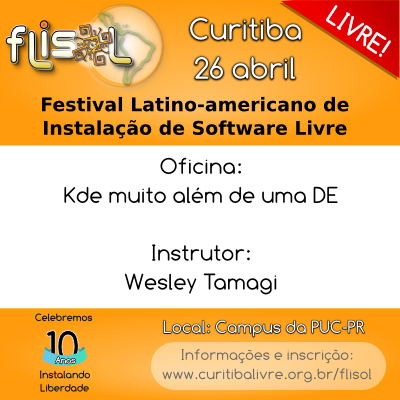 flisol
Curitiba
26 abril
LIVRE!
Festival Latino-americano de
Instalação de Software Livre
Oficina:
Kde muito além de uma DE
Instrutor:
Wesley Tamagi
Celebremos
10
Anos
Instalando
Liberdade
Local: Campus da PUC-PR
Informações e inscrição:
www.curitibalivre.org.br/flisol